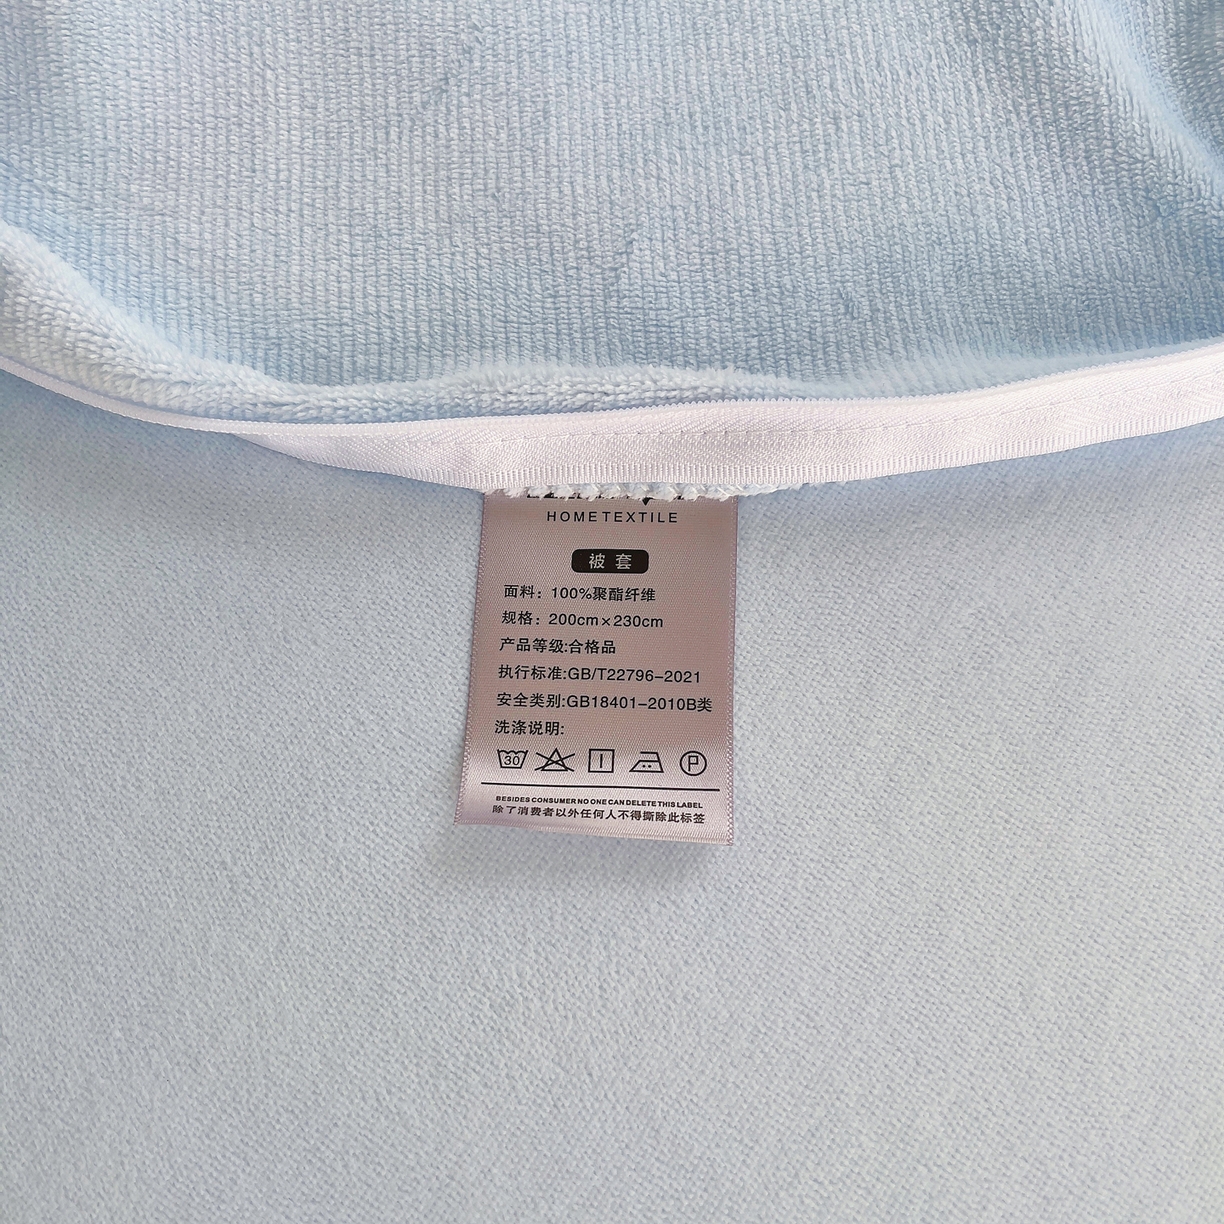 HOMETEXTILE
被套
面料：100%聚酯纤维
规格：200cm×230cm
产品等级:合格品
执行标准:GB/T22796-2021
安全类别:GB18401-2010B类
洗涤说明:
30 P
BESIDES CONSUMER NO ONE CAN DELETE THIS LABEL
除了消费者以外任何人不得撕除此标签